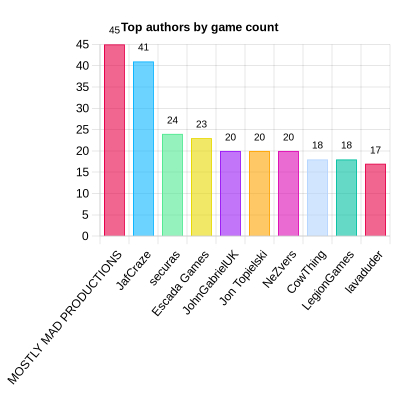 Top authors by game count
45
41
24
23
20
20
20
18
18
17
45
40
35
30
25
20
15
10
5
0
MOSTLY MAD PRODUCTIONS
JafCraze
securas
Escada Games
JohnGabrielUK
Jon Topielski
NeZvers
CowThing
LegionGames
lavaduder